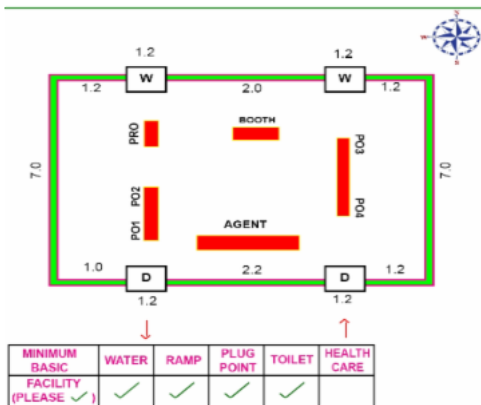 1.2 1.2
W W
1.2 2.0 1.2
BOOTH
PRO
PO3
7.0 7.0
PO2
PO1
PO4
AGENT
1.0 D 2.2 D 1.2
1.2 1.2
MINIMUM BASIC FACILITY (PLEASE ✓) WATER RAMP PLUG POINT TOILET HEALTH CARE
✓ ✓ ✓ ✓